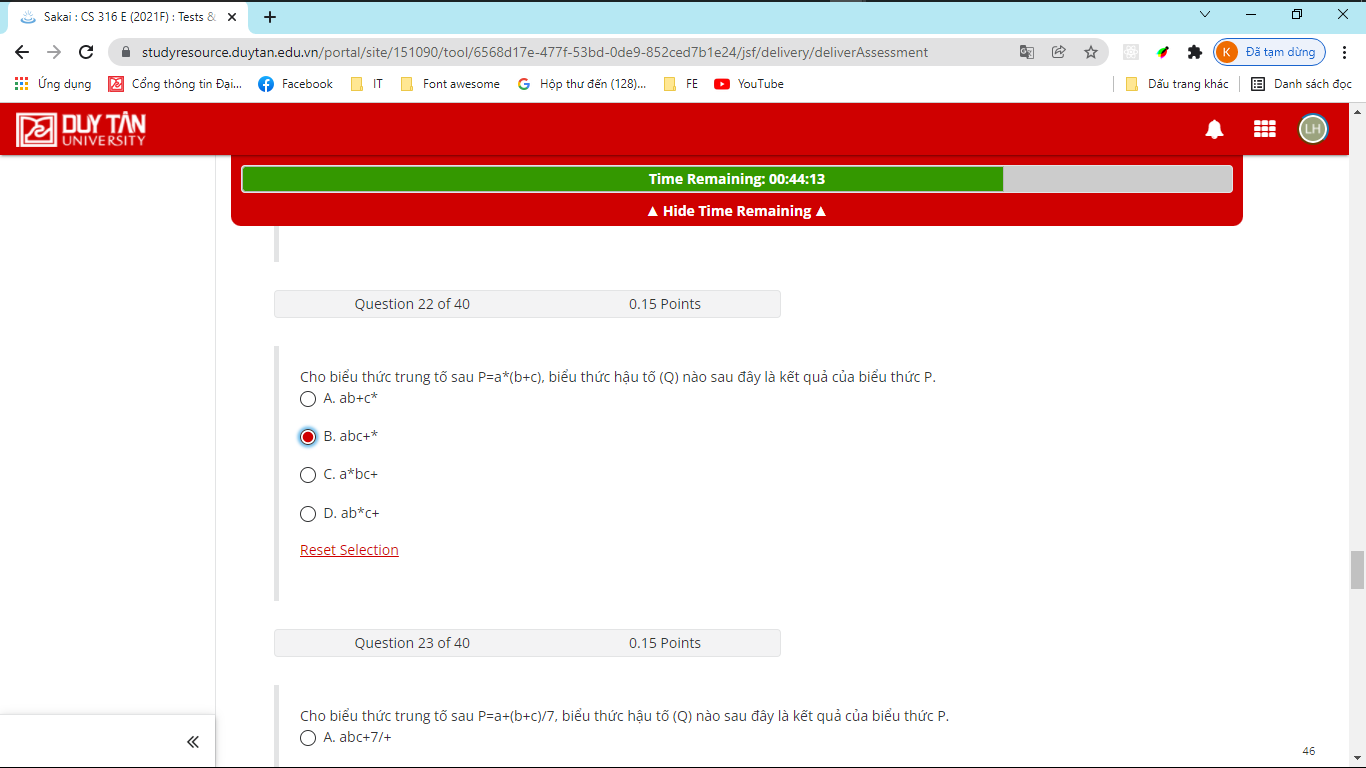 Sakai : CS 316 E (2021F) : Tests &
studyresource.duytan.edu.vn/portal/site/151090/tool/6568d17e-477f-53bd-0de9-852ced7b1e24/jsf/delivery/deliverAssessment
K Đã tạm dừng
Ứng dụng Cổng thông tin Đại... Facebook IT Font awesome Hộp thư đến (128)... FE YouTube Dấu trang khác Danh sách đọc
DUY TÂN
UNIVERSITY
LH
Time Remaining: 00:44:13
▲ Hide Time Remaining ▲
Question 22 of 40 0.15 Points
Cho biểu thức trung tố sau P=a*(b+c), biểu thức hậu tố (Q) nào sau đây là kết quả của biểu thức P.
A. ab+c*
B. abc+*
C. a*bc+
D. ab*c+
Reset Selection
Question 23 of 40 0.15 Points
Cho biểu thức trung tố sau P=a+(b+c)/7, biểu thức hậu tố (Q) nào sau đây là kết quả của biểu thức P.
A. abc+7/+
46